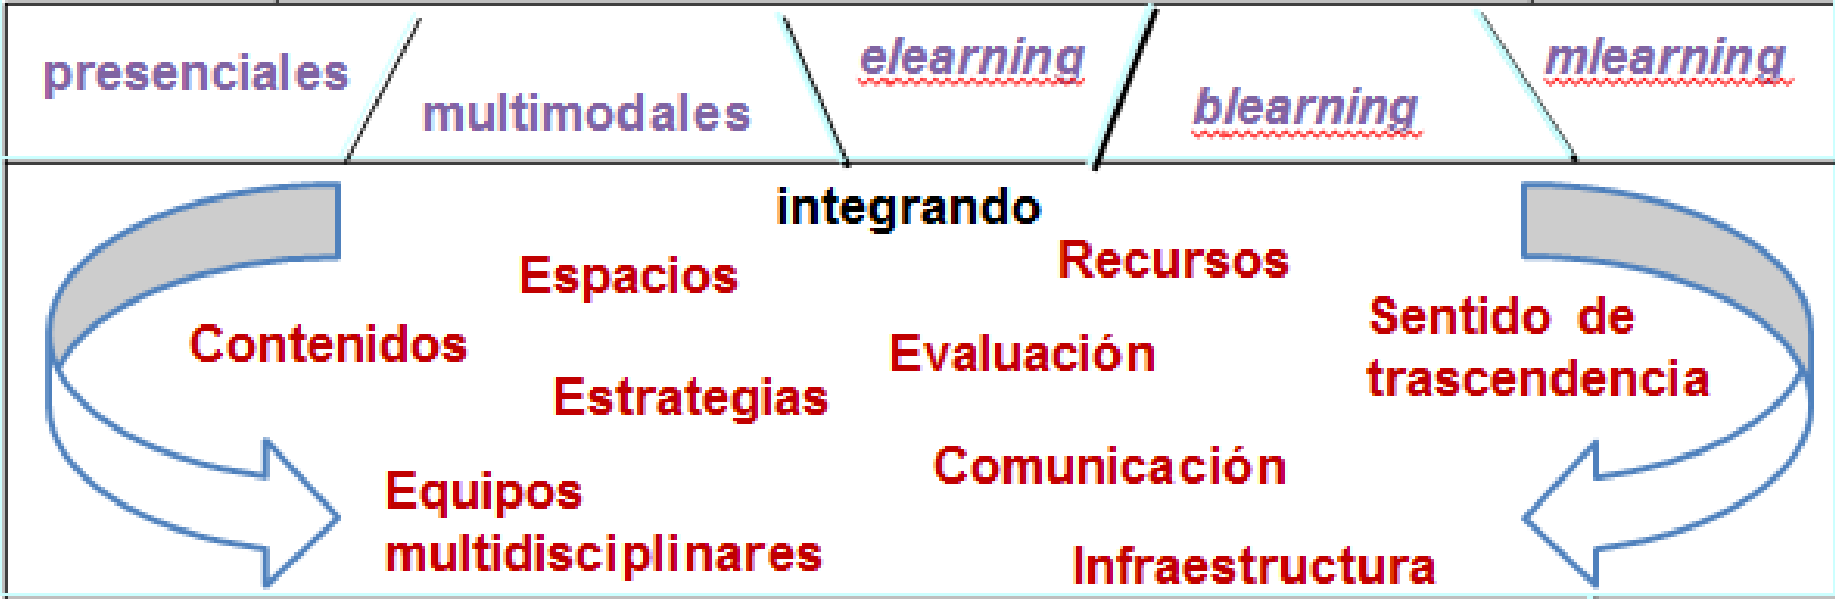 presenciales
multimodales
elearning
blearning
mlearning
integrando
Espacios
Recursos
Contenidos
Evaluación
Sentido de
trascendencia
Estrategias
Comunicación
Equipos
multidisciplinares
Infraestructura